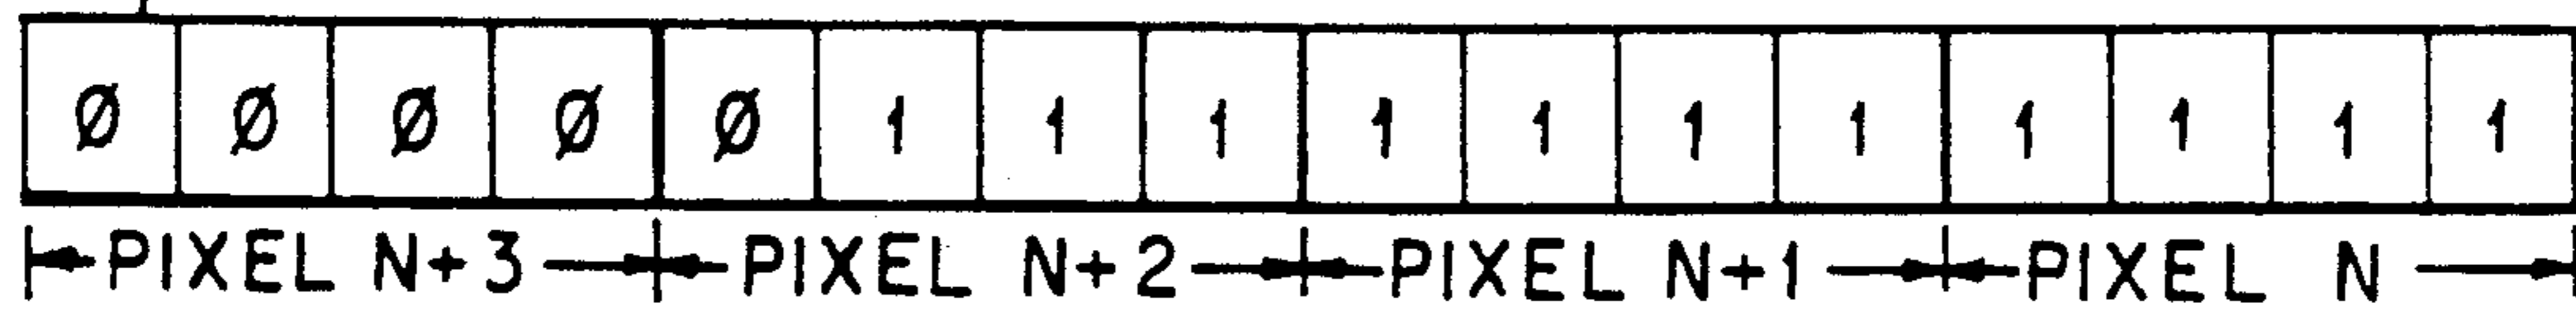 Ø Ø Ø Ø Ø 1 1 1 1 1 1 1 1 1 1 1
PIXEL N+3 PIXEL N+2 PIXEL N+1 PIXEL N